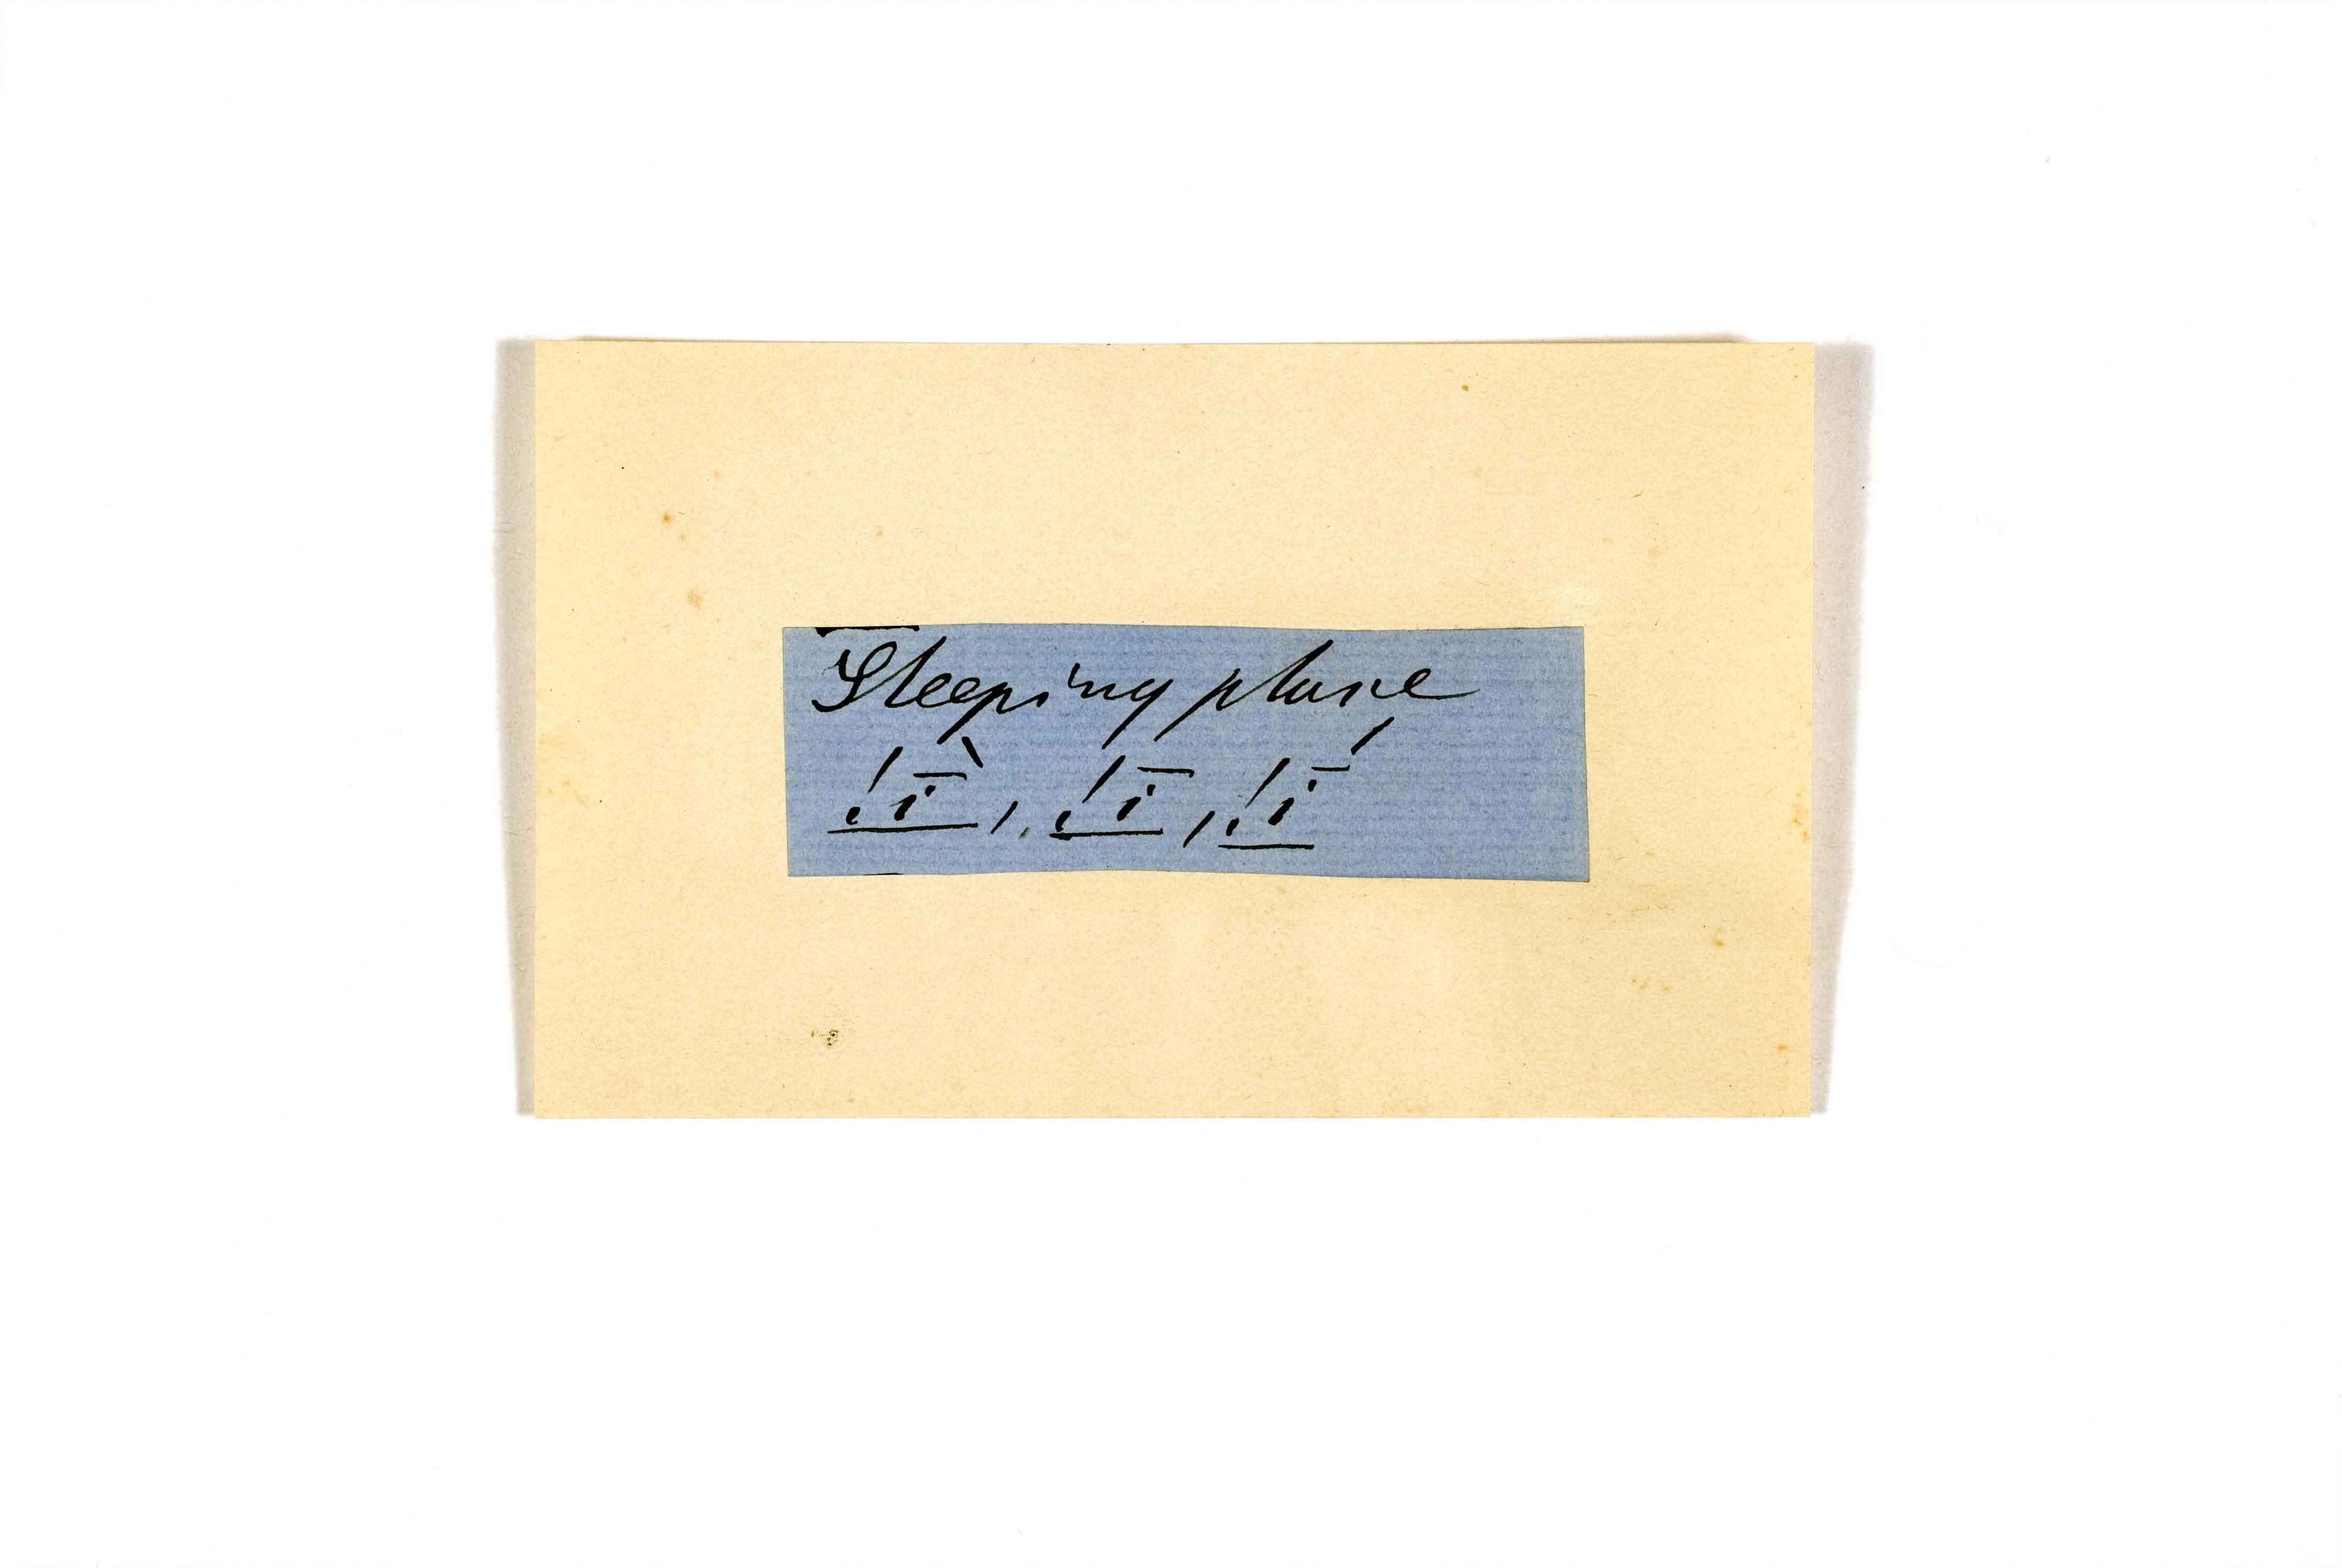 Sleeping place
!ī̀, !ī, !ī́